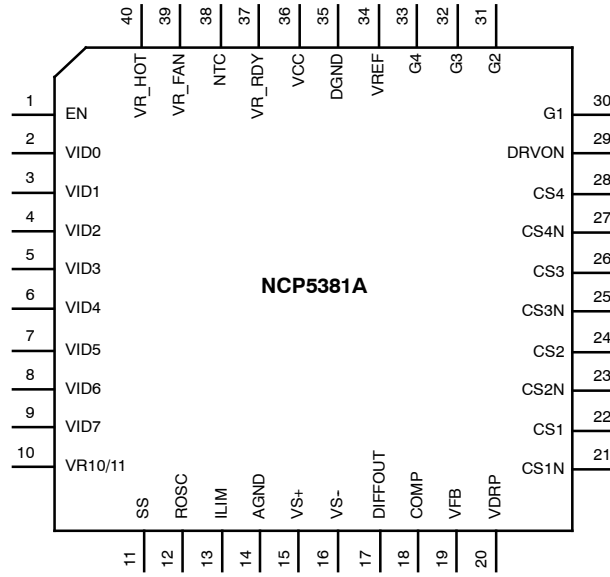 40 39 38 37 36 35 34 33 32 31
VR_HOT VR_FAN NTC VR_RDY VCC DGND VREF G4 G3 G2
1 EN G1 30
2 VID0 DRVON 29
3 VID1 CS4 28
4 VID2 CS4N 27
5 VID3 CS3 26
NCP5381A
6 VID4 CS3N 25
7 VID5 CS2 24
8 VID6 CS2N 23
9 VID7 CS1 22
10 VR10/11 CS1N 21
SS ROSC ILIM AGND VS+ VS- DIFFOUT COMP VFB VDRP
11 12 13 14 15 16 17 18 19 20